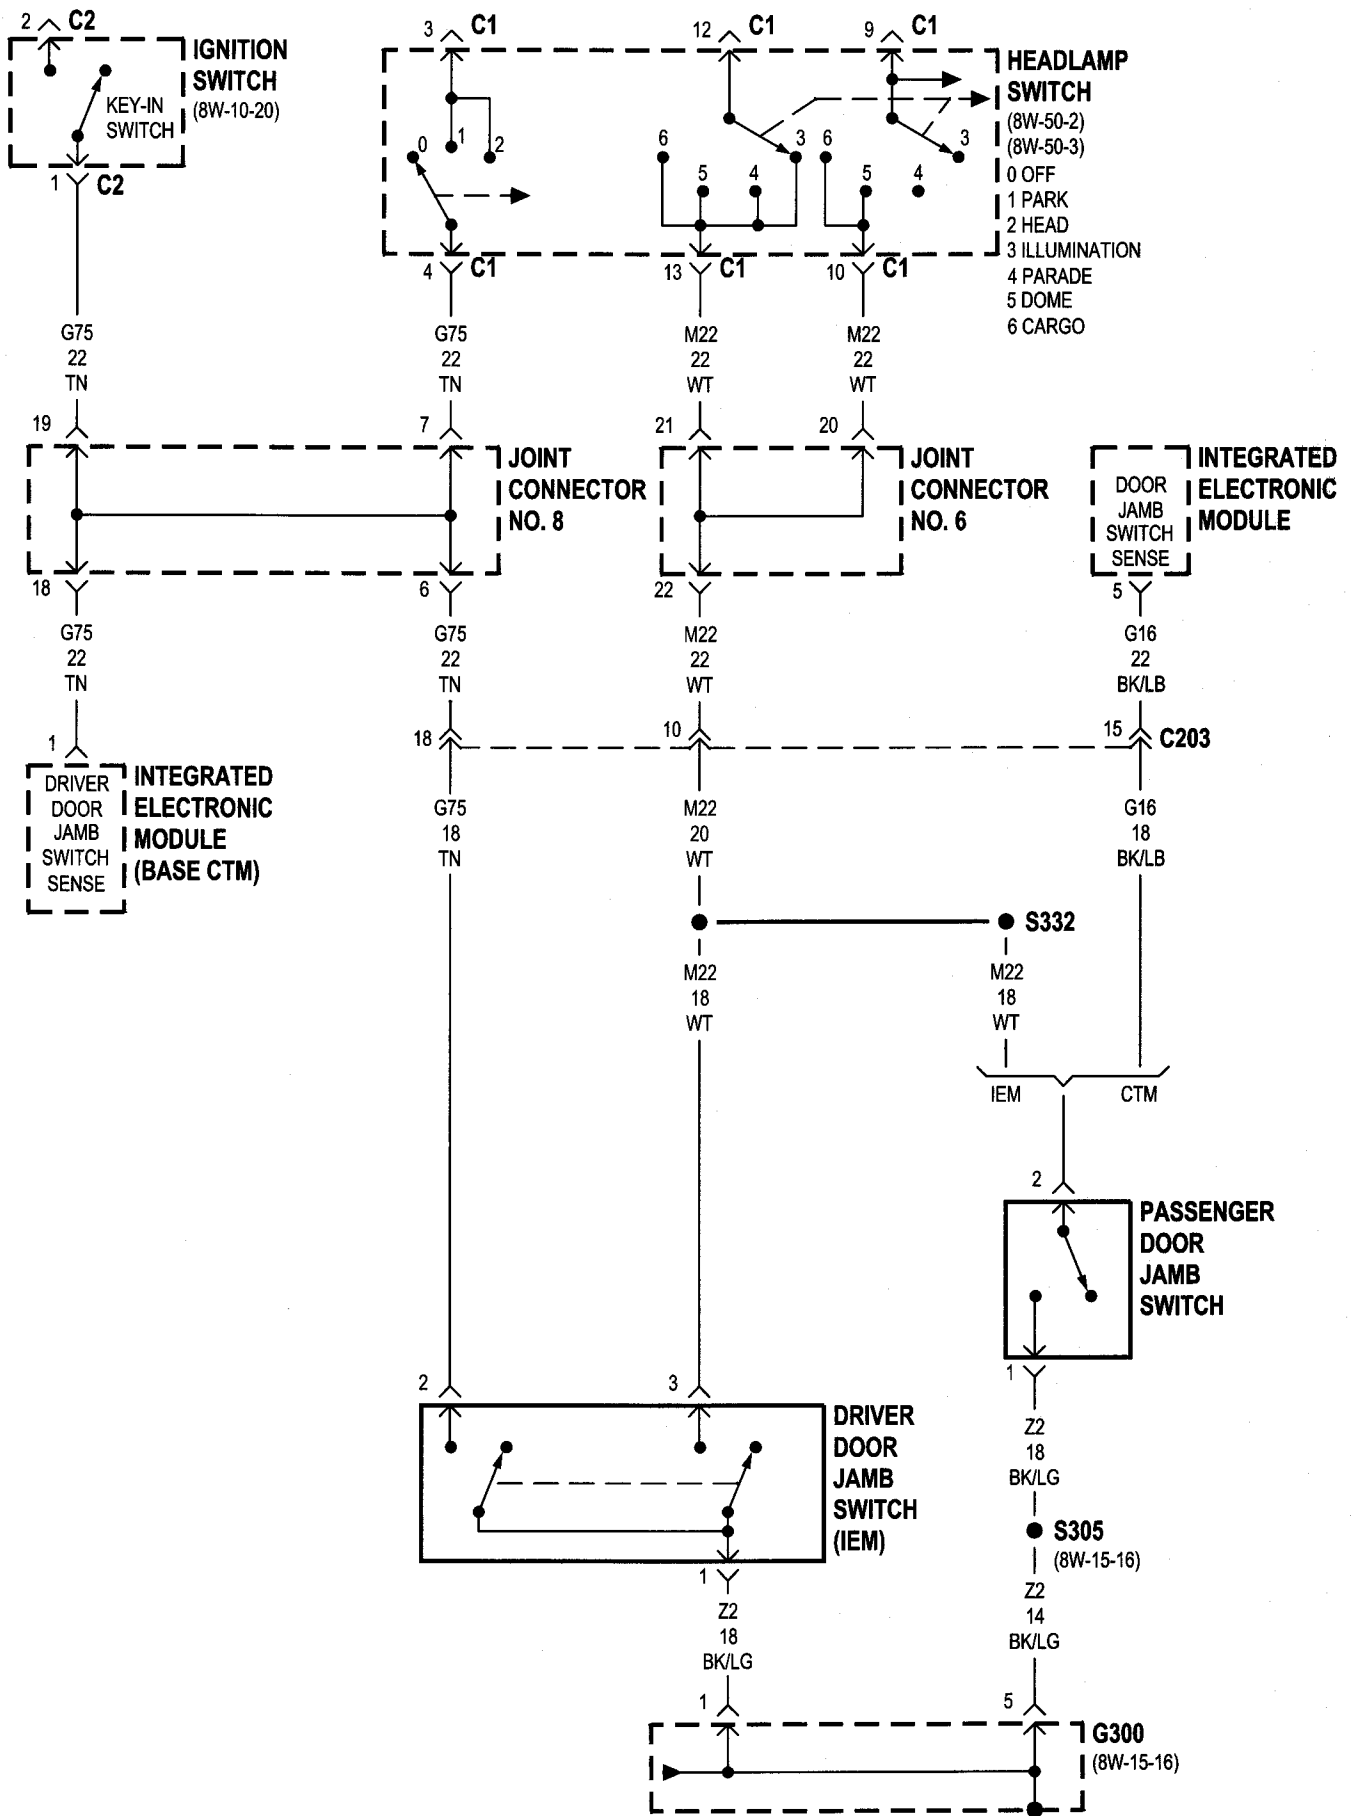 2 C2
IGNITION
SWITCH
(8W-10-20)
KEY-IN
SWITCH
1 C2
3 C1
12 C1
9 C1
HEADLAMP
SWITCH
(8W-50-2)
(8W-50-3)
0 OFF
1 PARK
2 HEAD
3 ILLUMINATION
4 PARADE
5 DOME
6 CARGO
0 1 2
6 5 4 3
6 5 4 3
4 C1
13 C1
10 C1
G75
22
TN
G75
22
TN
M22
22
WT
M22
22
WT
19
7
JOINT
CONNECTOR
NO. 8
21
20
JOINT
CONNECTOR
NO. 6
DOOR
JAMB
SWITCH
SENSE
INTEGRATED
ELECTRONIC
MODULE
18
6
22
5
G75
22
TN
G75
22
TN
M22
22
WT
G16
22
BK/LB
1
18
10
15
C203
DRIVER
DOOR
JAMB
SWITCH
SENSE
INTEGRATED
ELECTRONIC
MODULE
(BASE CTM)
G75
18
TN
M22
20
WT
G16
18
BK/LB
S332
M22
18
WT
M22
18
WT
IEM
CTM
2
PASSENGER
DOOR
JAMB
SWITCH
1
2
3
DRIVER
DOOR
JAMB
SWITCH
(IEM)
Z2
18
BK/LG
S305
(8W-15-16)
1
Z2
18
BK/LG
Z2
14
BK/LG
1
5
G300
(8W-15-16)